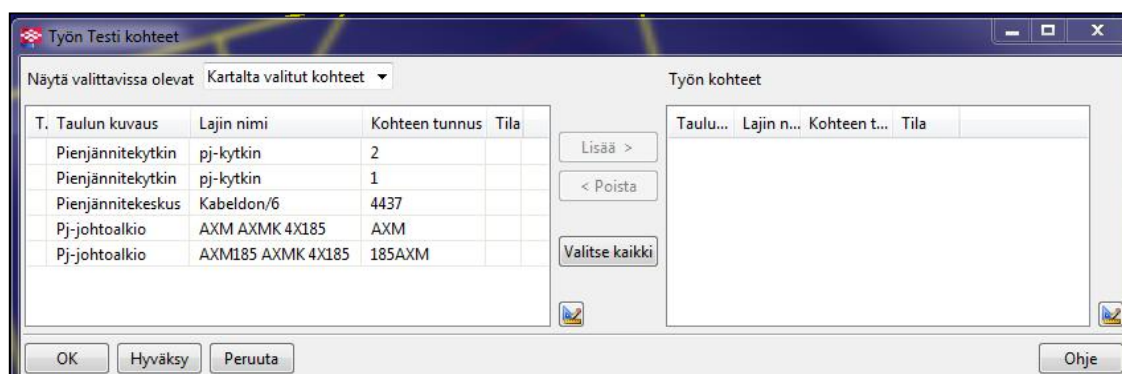 Työn Testi kohteet
Näytä valittavissa olevat Kartalta valitut kohteet
Työn kohteet
T. Taulun kuvaus Lajin nimi Kohteen tunnus Tila
Taulu... Lajin n... Kohteen t... Tila
Pienjännitekytkin pj-kytkin 2
Pienjännitekytkin pj-kytkin 1
Pienjännitekeskus Kabeldon/6 4437
Pj-johtoalkio AXM AXMK 4X185 AXM
Pj-johtoalkio AXM185 AXMK 4X185 185AXM
Lisää >
< Poista
Valitse kaikki
OK Hyväksy Peruuta Ohje